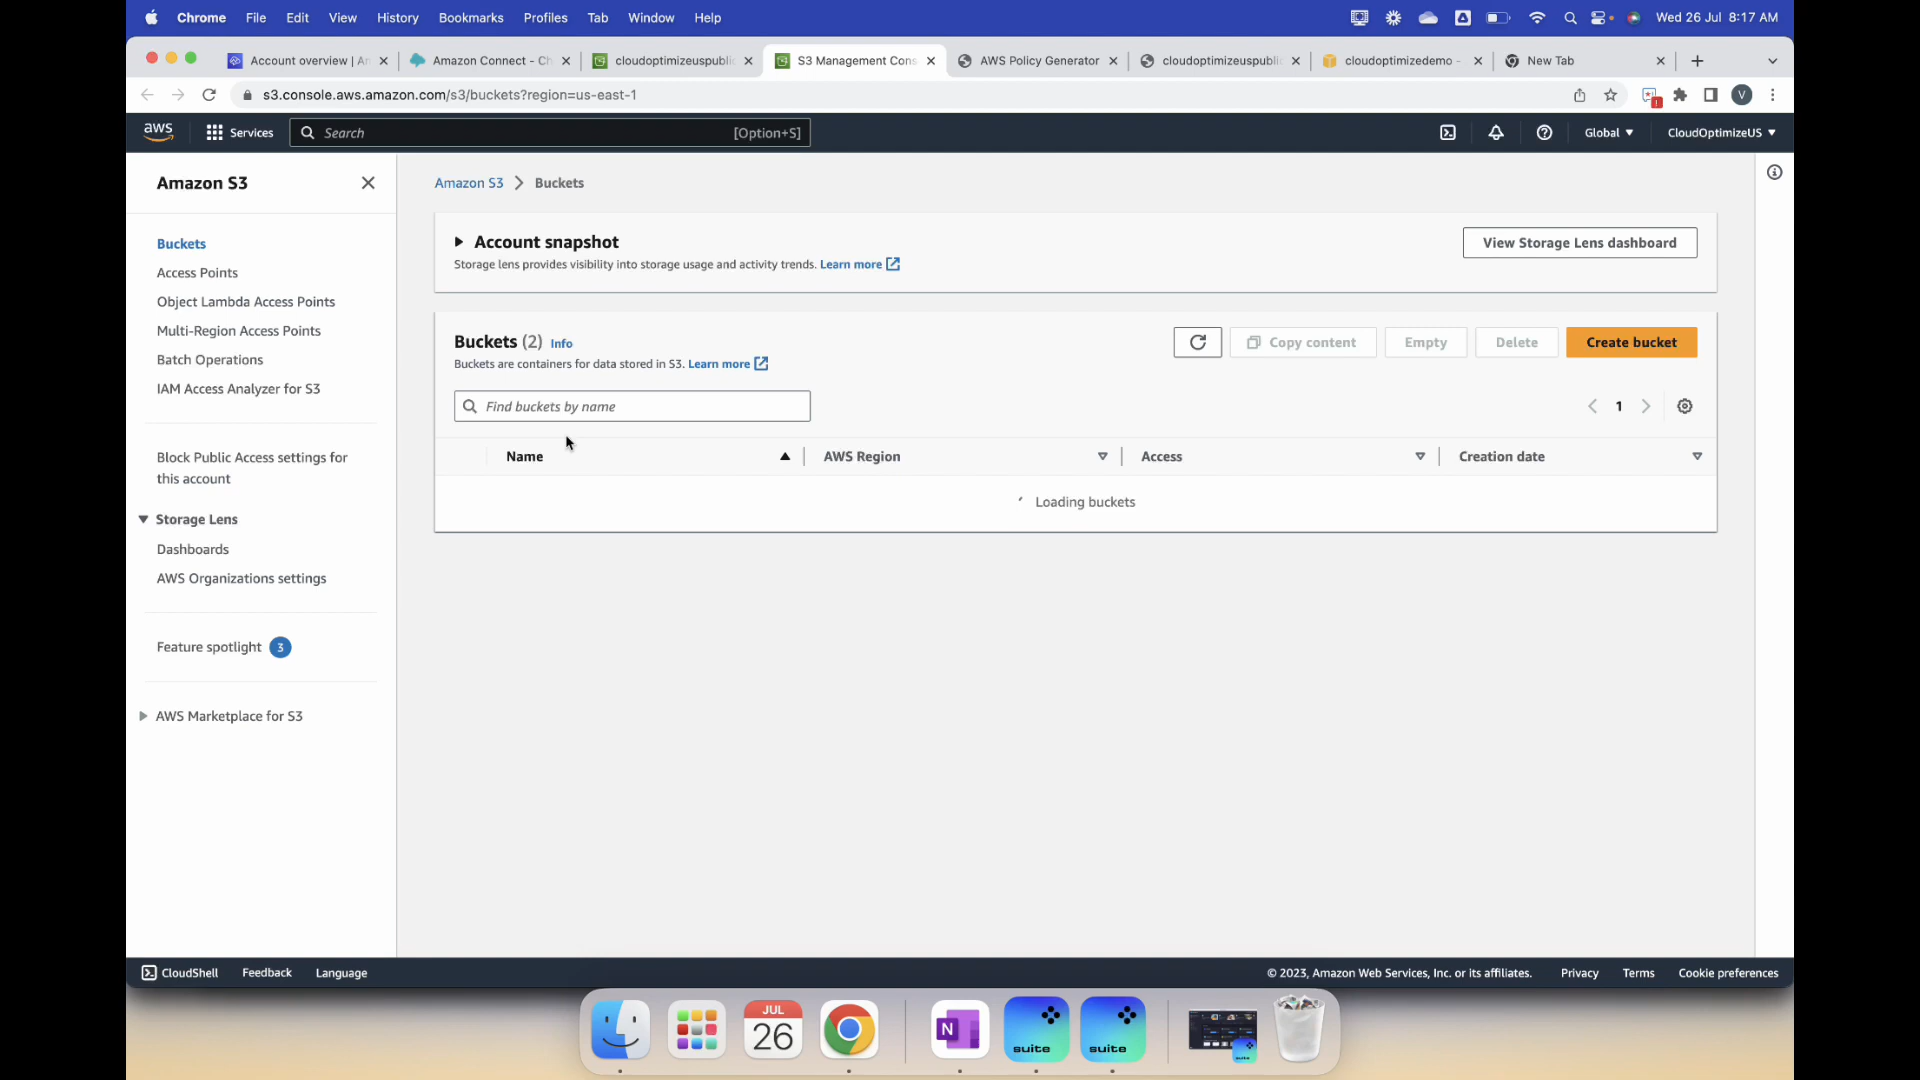 Chrome File Edit View History Bookmarks Profiles Tab Window Help Wed 26 Jul 8:17 AM
Account overview | An Amazon Connect - Ch cloudoptimizeuspublic S3 Management Cons AWS Policy Generator cloudoptimizeuspublic cloudoptimizedemo - New Tab
s3.console.aws.amazon.com/s3/buckets?region=us-east-1 V
aws Services Search [Option+S] Global CloudOptimizeUS
Amazon S3
Buckets
Access Points
Object Lambda Access Points
Multi-Region Access Points
Batch Operations
IAM Access Analyzer for S3
Block Public Access settings for
this account
Storage Lens
Dashboards
AWS Organizations settings
Feature spotlight 3
AWS Marketplace for S3
Amazon S3 Buckets
Account snapshot
View Storage Lens dashboard
Storage lens provides visibility into storage usage and activity trends. Learn more
Buckets (2) Info
Copy content Empty Delete Create bucket
Buckets are containers for data stored in S3. Learn more
Find buckets by name
1
Name AWS Region Access Creation date
Loading buckets
CloudShell Feedback Language © 2023, Amazon Web Services, Inc. or its affiliates. Privacy Terms Cookie preferences
JUL
26
N
suite
suite